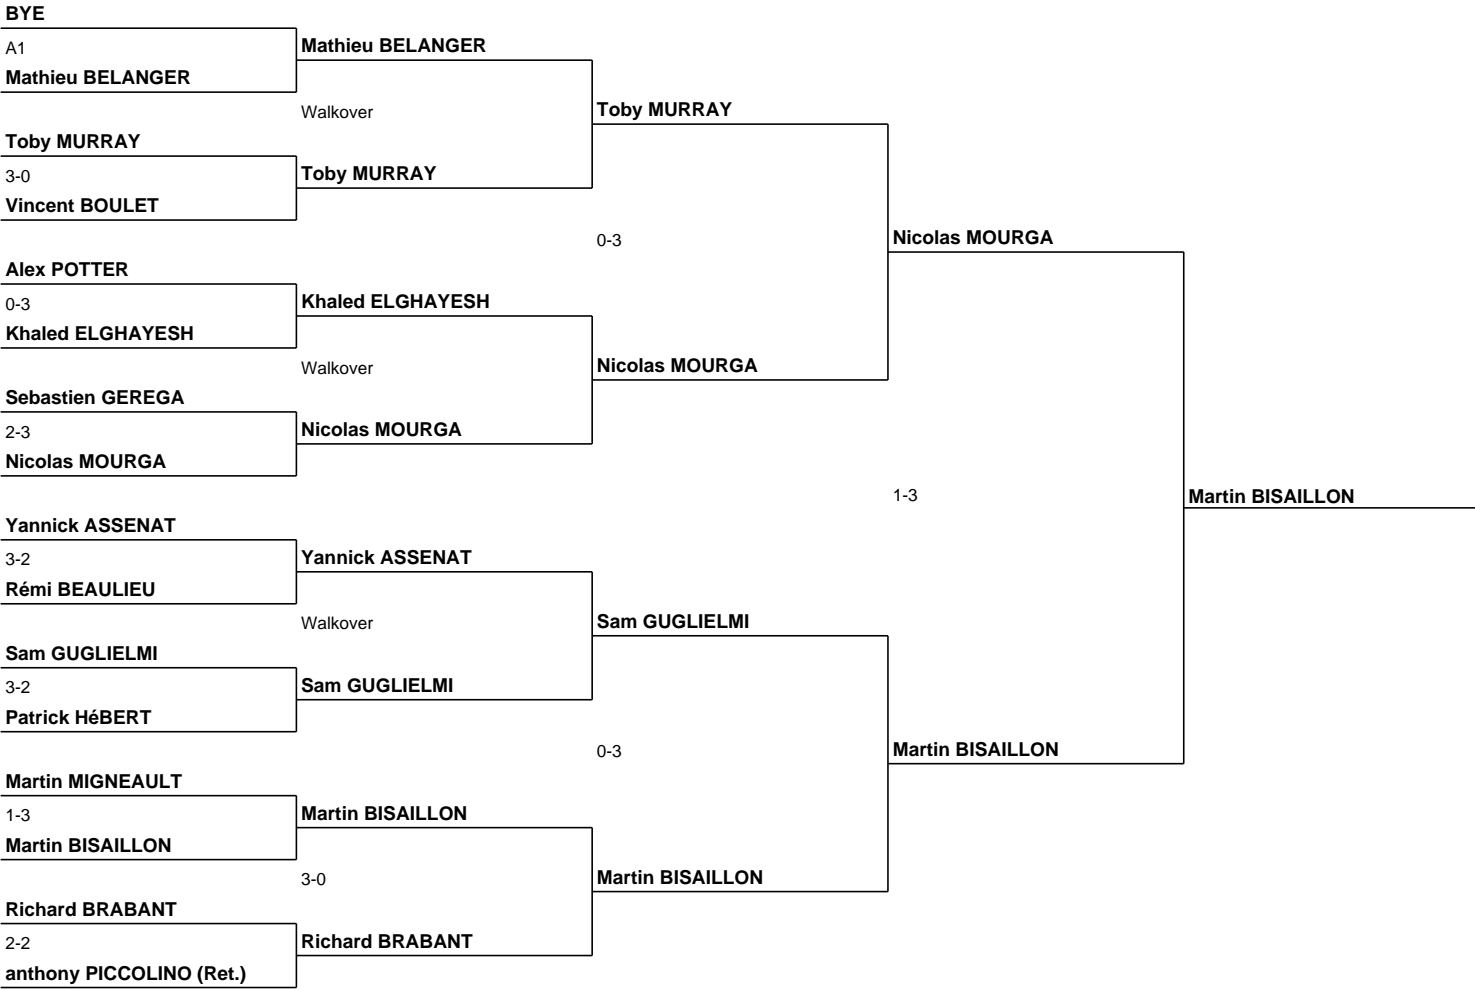 BYE
A1
Mathieu BELANGER
Mathieu BELANGER
Walkover
Toby MURRAY
Toby MURRAY
3-0
Toby MURRAY
Vincent BOULET
0-3
Nicolas MOURGA
Alex POTTER
0-3
Khaled ELGHAYESH
Khaled ELGHAYESH
Walkover
Nicolas MOURGA
Sebastien GEREGA
2-3
Nicolas MOURGA
Nicolas MOURGA
1-3
Martin BISAILLON
Yannick ASSENAT
3-2
Yannick ASSENAT
Rémi BEAULIEU
Walkover
Sam GUGLIELMI
Sam GUGLIELMI
3-2
Sam GUGLIELMI
Patrick HéBERT
0-3
Martin BISAILLON
Martin MIGNEAULT
1-3
Martin BISAILLON
Martin BISAILLON
3-0
Martin BISAILLON
Richard BRABANT
2-2
Richard BRABANT
anthony PICCOLINO (Ret.)